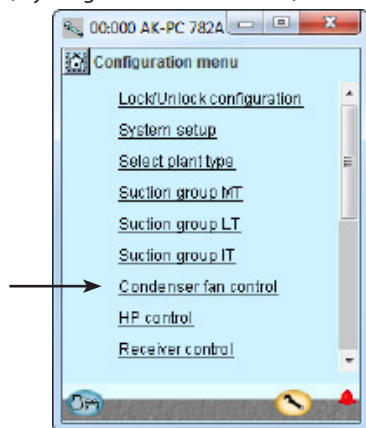 00:000 AK-PC 782A
Configuration menu
Lock/Unlock configuration
System setup
Select plant type
Suction group MT
Suction group LT
Suction group IT
Condenser fan control
HP control
Receiver control